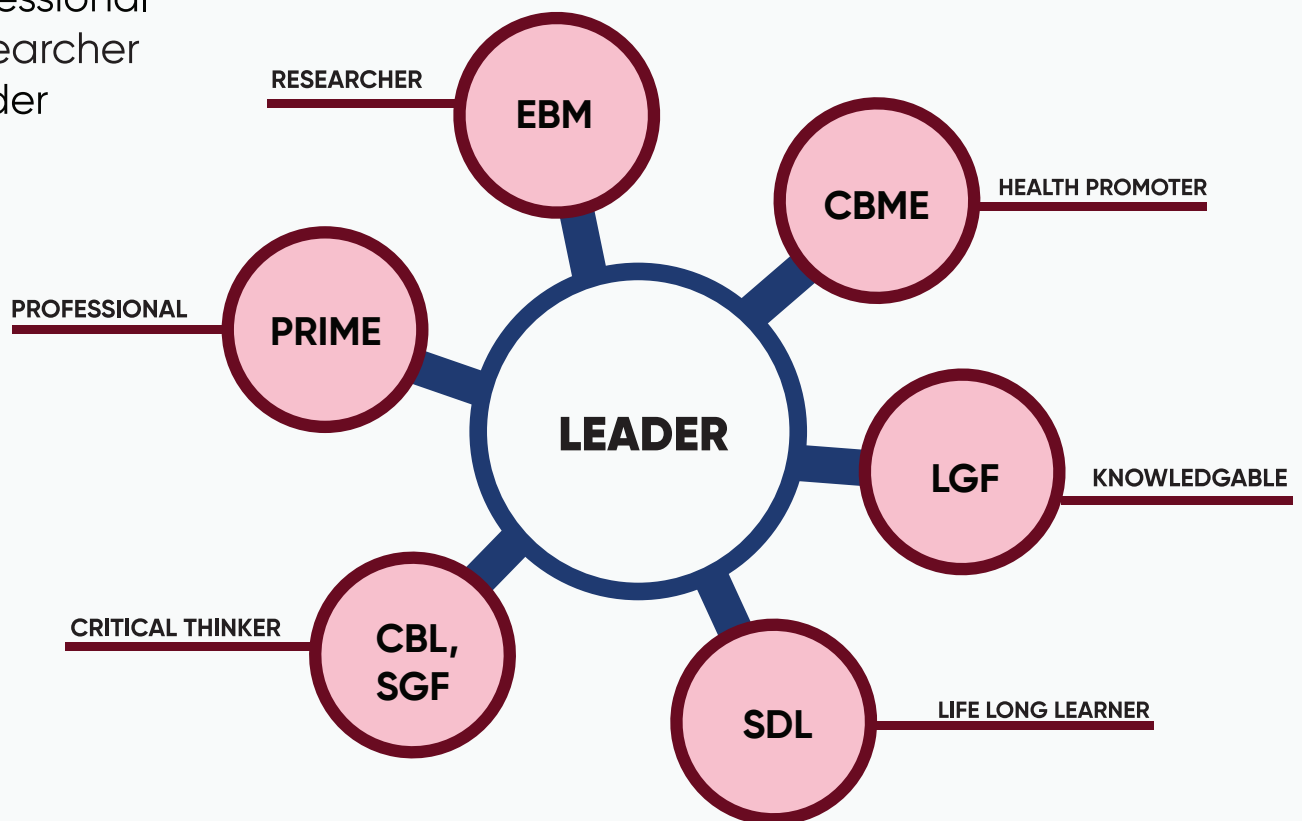 RESEARCHER
EBM
CBME
HEALTH PROMOTER
PROFESSIONAL
PRIME
LEADER
LGF
KNOWLEDGABLE
CRITICAL THINKER
CBL,
SGF
SDL
LIFE LONG LEARNER